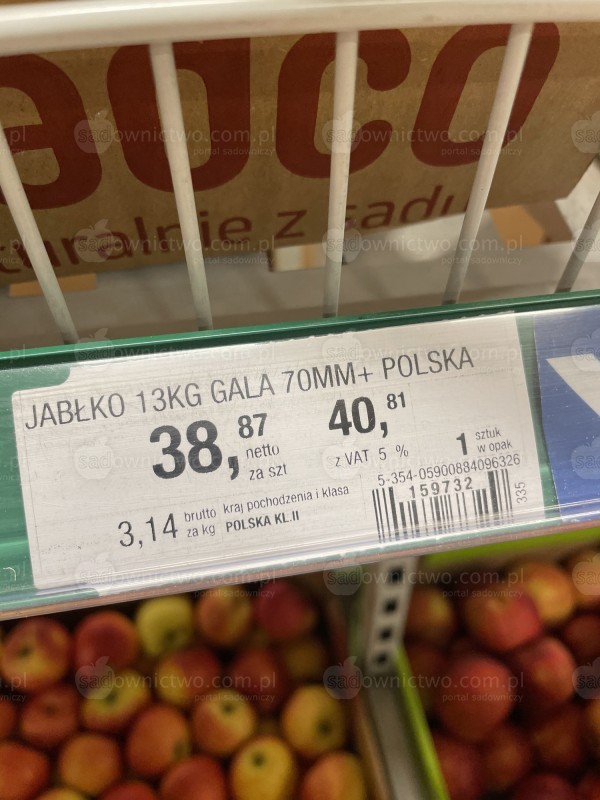 edco
turalnie z sadu
JABŁKO 13KG GALA 70MM+ POLSKA
38,87 netto za szt
40,81 z VAT 5 %
1 sztuk w opak
5-354-05900884096326
159732
335
3,14 brutto za kg
kraj pochodzenia i klasa
POLSKA KL.II
sadownictwo.com.pl
portal sadowniczy